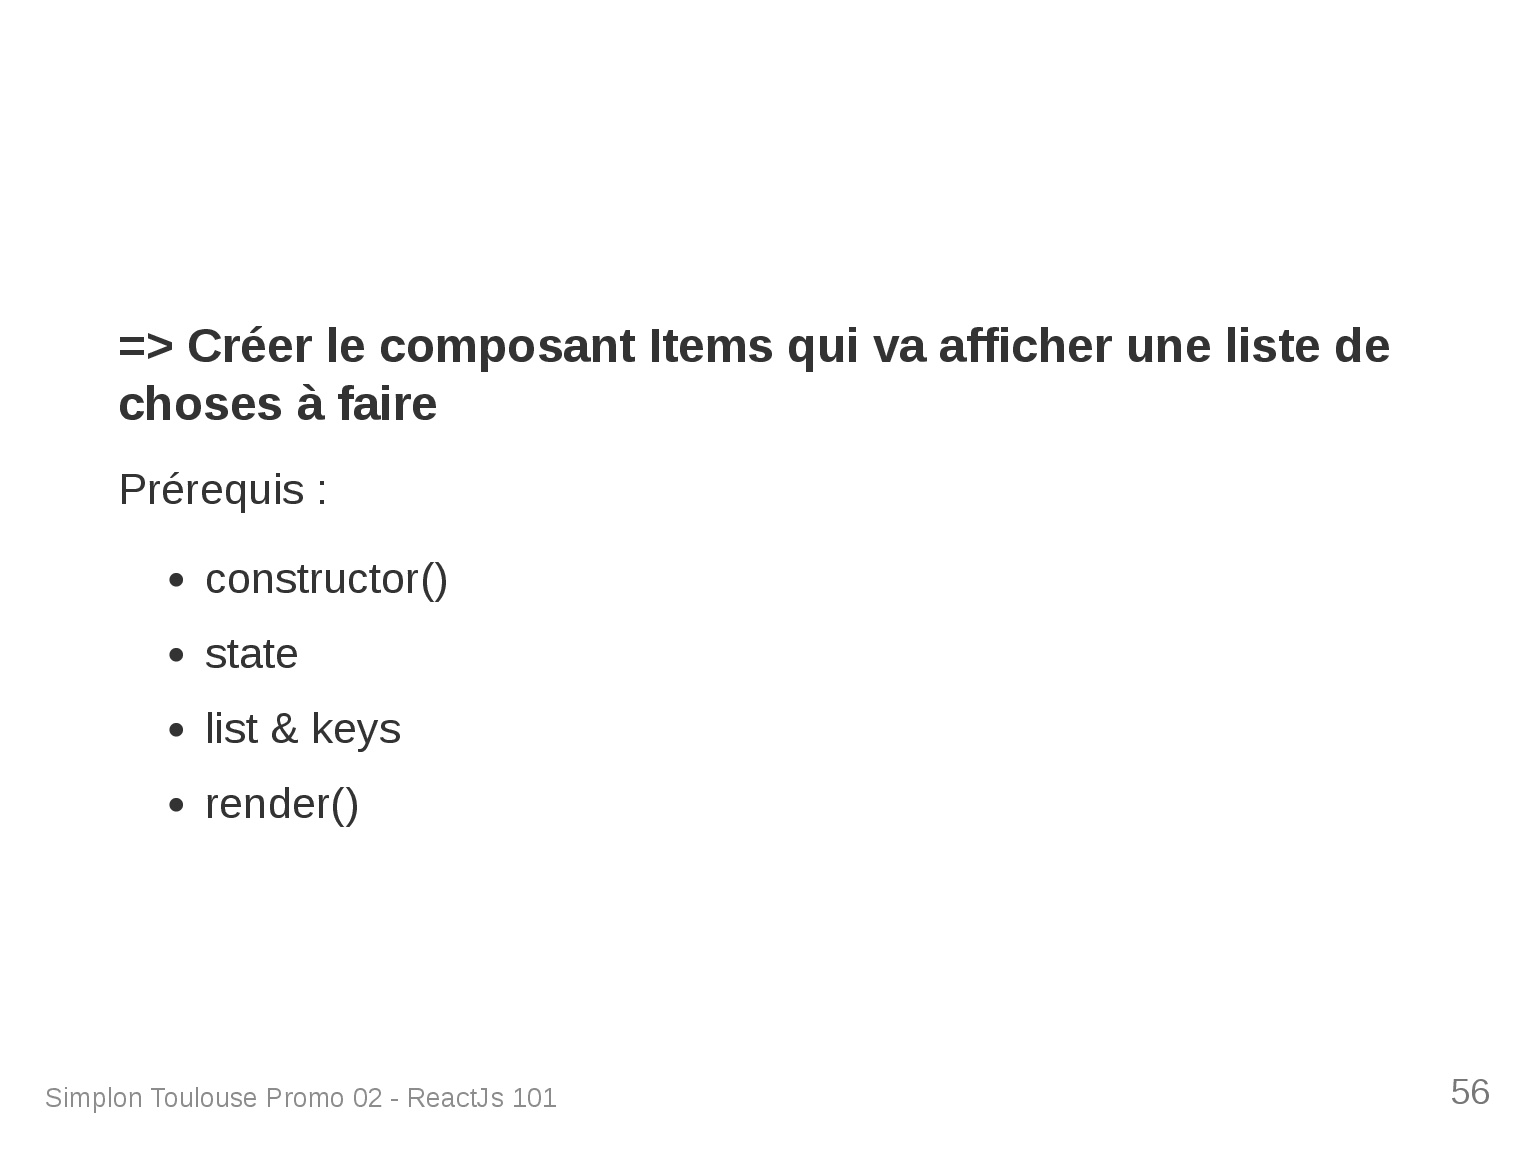 => Créer le composant Items qui va afficher une liste de
choses à faire
Prérequis :
• constructor()
• state
• list & keys
• render()
Simplon Toulouse Promo 02 - ReactJs 101
56